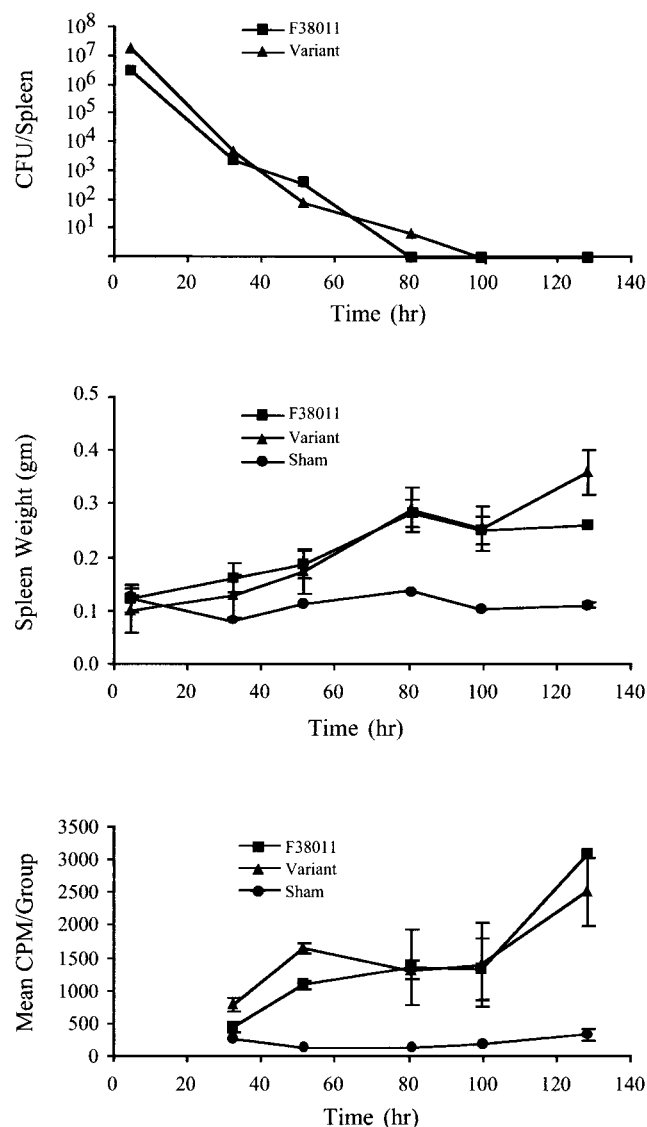 F38011
Variant
CFU/Spleen
10^8
10^7
10^6
10^5
10^4
10^3
10^2
10^1
0 20 40 60 80 100 120 140
Time (hr)
F38011
Variant
Sham
Spleen Weight (gm)
0.5
0.4
0.3
0.2
0.1
0.0
0 20 40 60 80 100 120 140
Time (hr)
F38011
Variant
Sham
Mean CPM/Group
3500
3000
2500
2000
1500
1000
500
0
0 20 40 60 80 100 120 140
Time (hr)